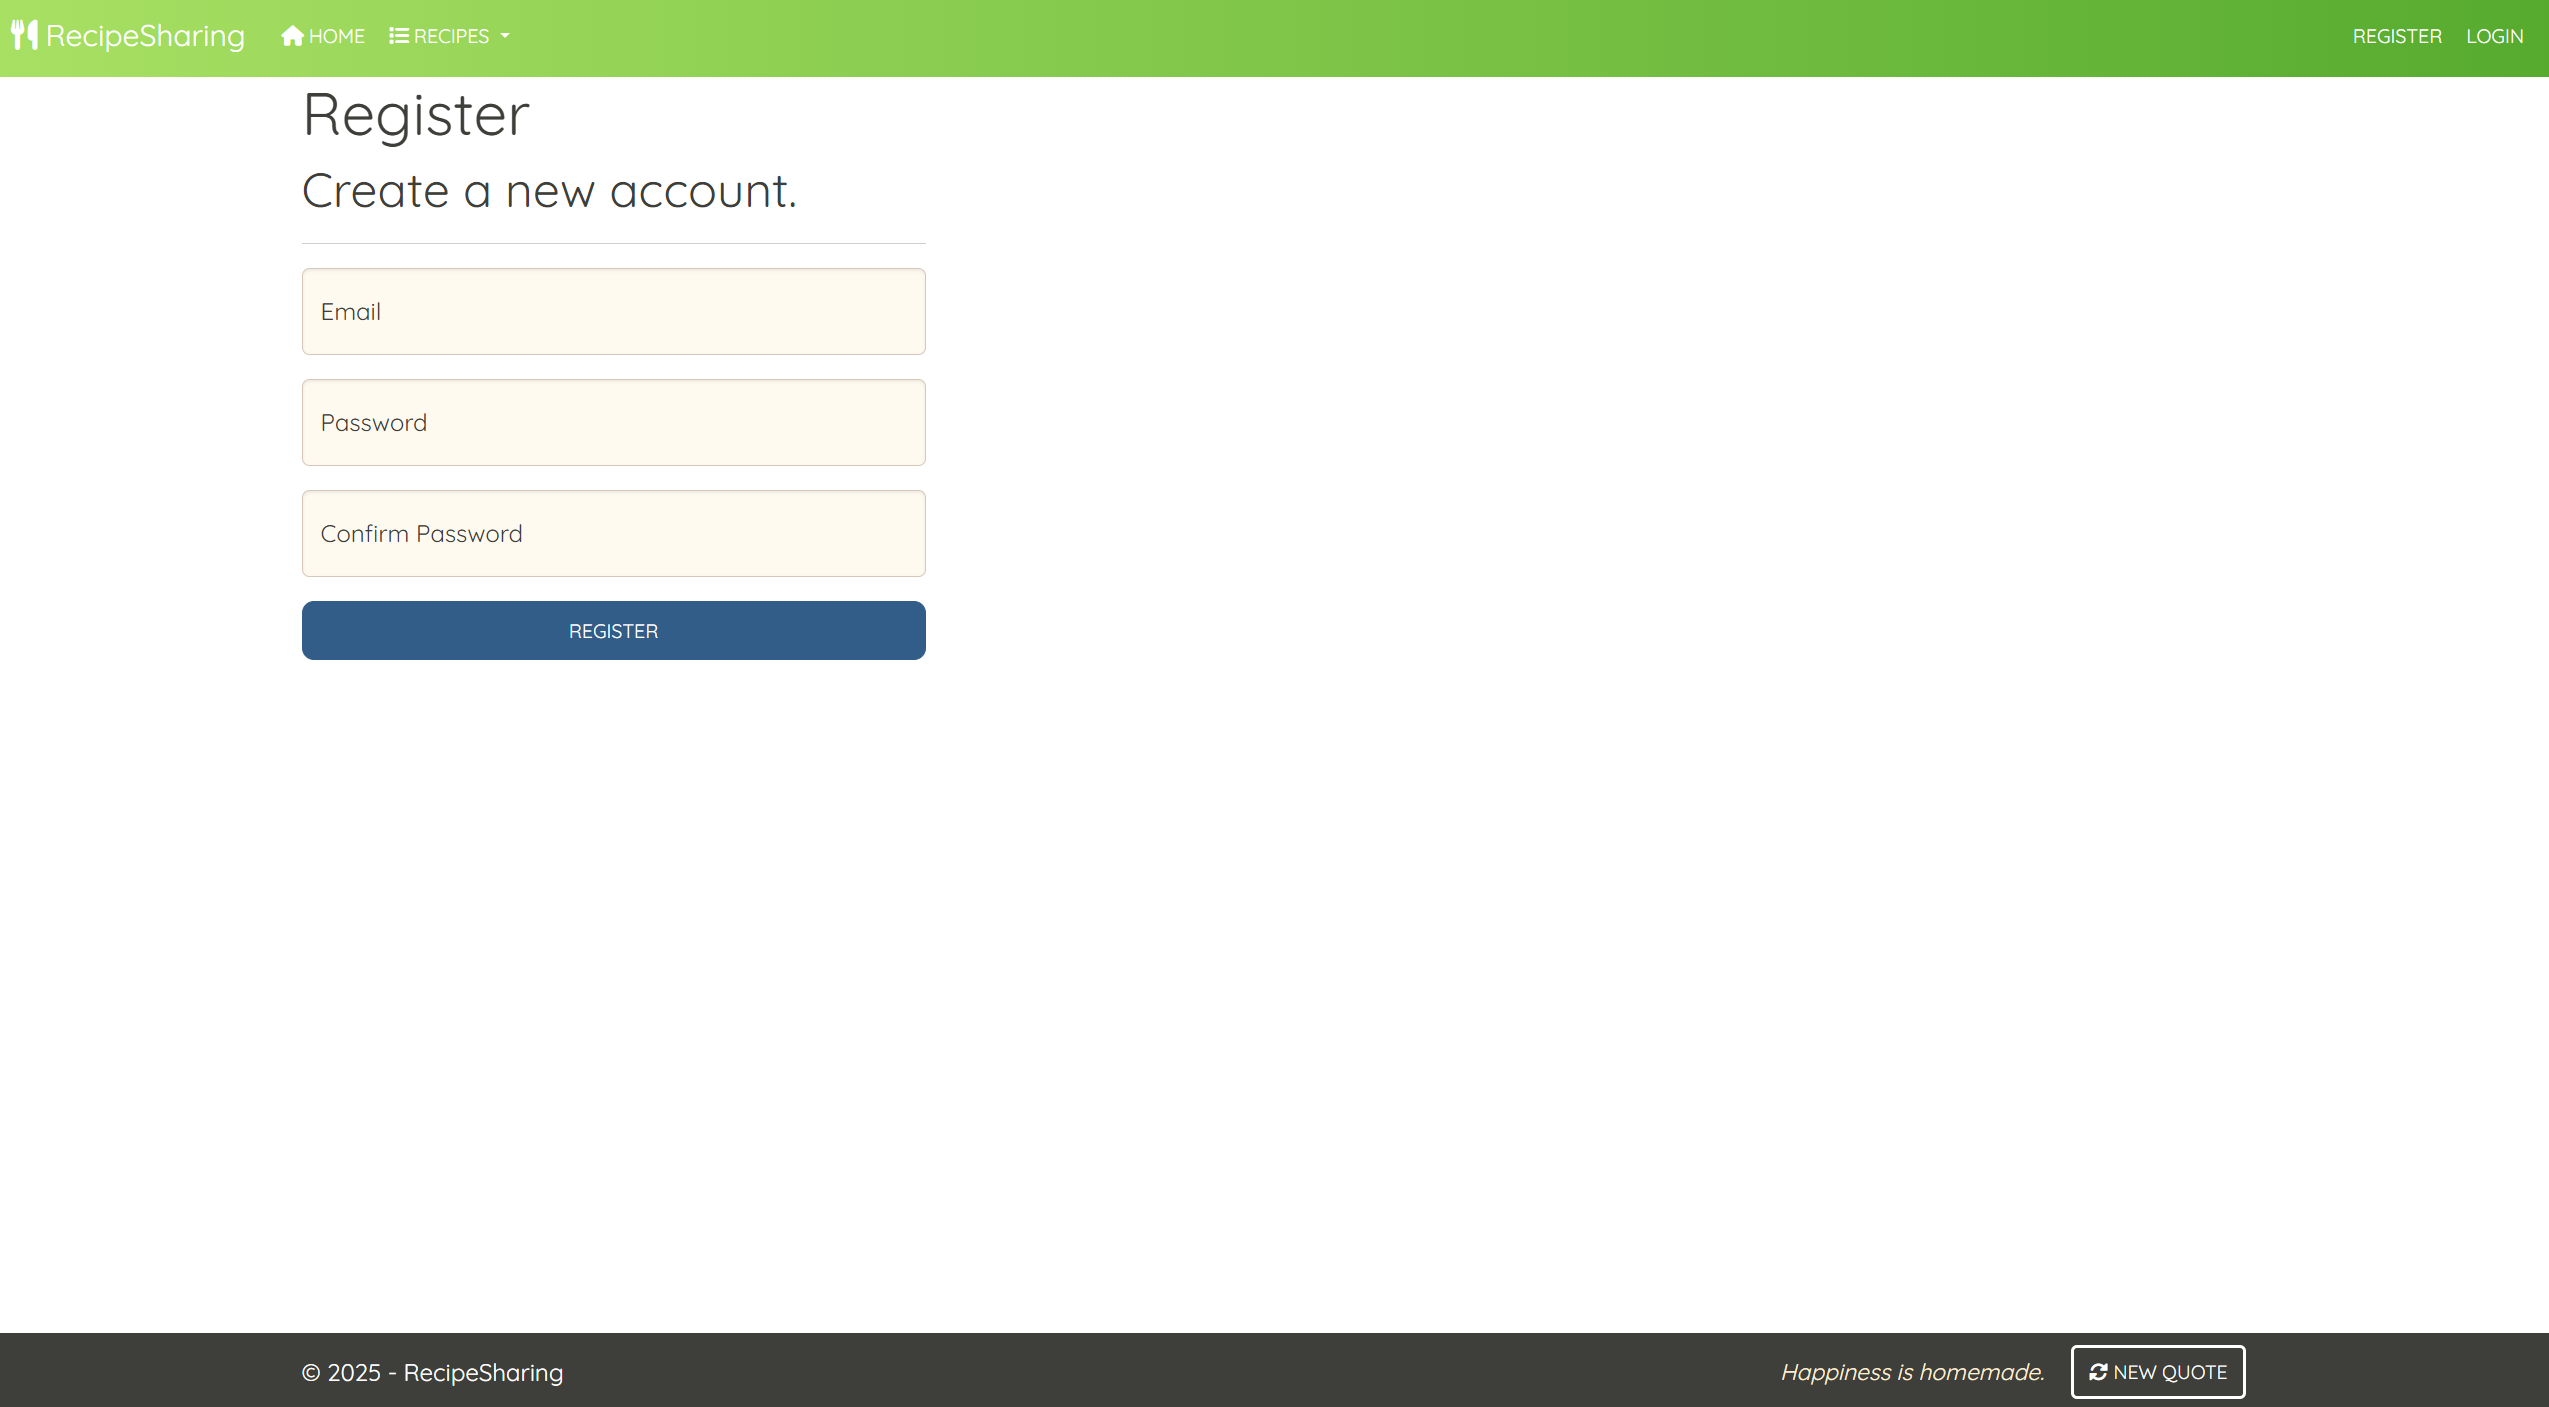 RecipeSharing HOME RECIPES REGISTER LOGIN
Register
Create a new account.
Email
Password
Confirm Password
REGISTER
© 2025 - RecipeSharing Happiness is homemade. NEW QUOTE